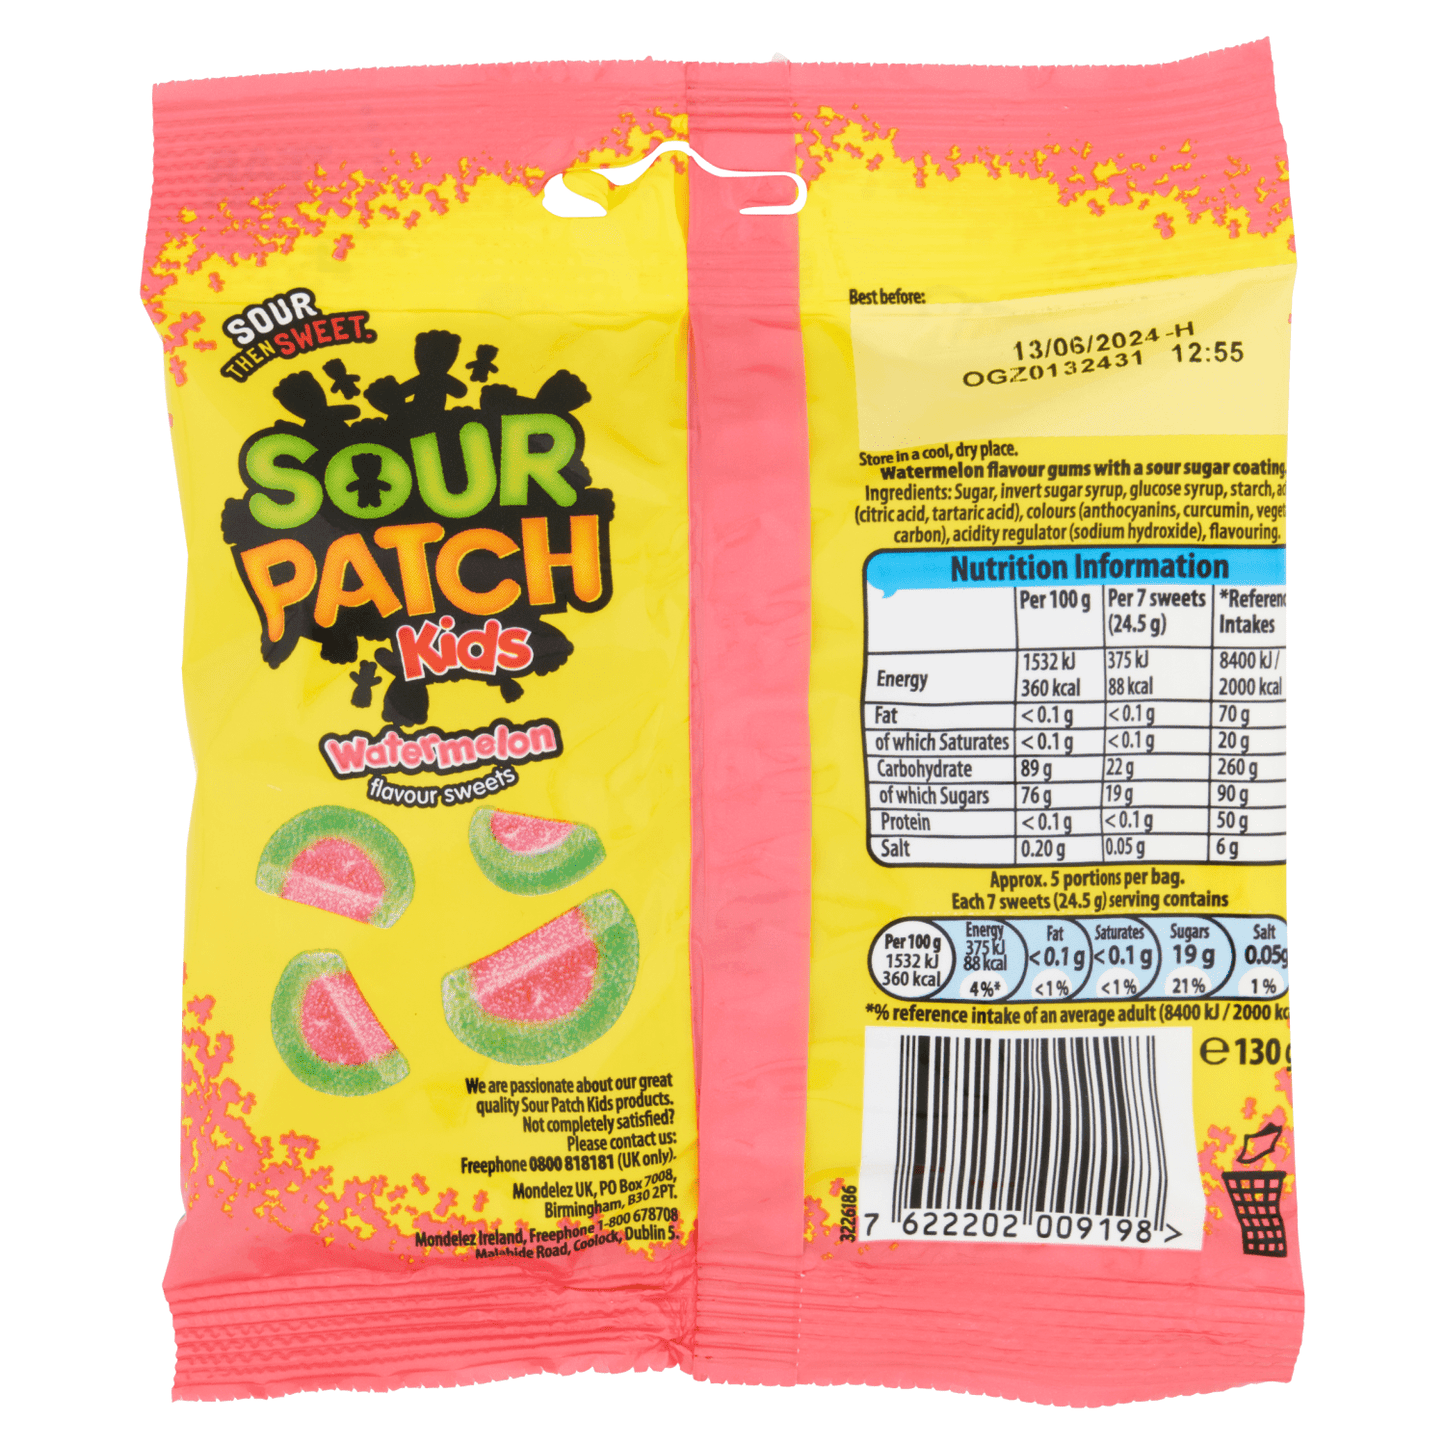 SOUR
THEN SWEET.
SOUR
PATCH
Kids
Watermelon
flavour sweets
We are passionate about our great
quality Sour Patch Kids products.
Not completely satisfied?
Please contact us:
Freephone 0800 818181 (UK only).
Mondelez UK, PO Box 7008,
Birmingham, B30 2PT.
Mondelez Ireland, Freephone 1-800 678708
Malahide Road, Coolock, Dublin 5.
Best before:
13/06/2024 -H
OGZ0132431 12:55
Store in a cool, dry place.
Watermelon flavour gums with a sour sugar coating.
Ingredients: Sugar, invert sugar syrup, glucose syrup, starch,
(citric acid, tartaric acid), colours (anthocyanins, curcumin,
carbon), acidity regulator (sodium hydroxide), flavouring.
Nutrition Information
Per 100 g Per 7 sweets *Referenc
(24.5 g) Intakes
Energy 1532 kJ 375 kJ 8400 kJ /
360 kcal 88 kcal 2000 kcal
Fat <0.1 g <0.1 g 70 g
of which Saturates <0.1 g <0.1 g 20 g
Carbohydrate 89 g 22 g 260 g
of which Sugars 76 g 19 g 90 g
Protein <0.1 g <0.1 g 50 g
Salt 0.20 g 0.05 g 6 g
Approx. 5 portions per bag.
Each 7 sweets (24.5 g) serving contains
Per 100 g 1532 kJ 360 kcal
Energy 375 kJ 88 kcal 4%*
Fat <0.1 g <1%
Saturates <0.1 g <1%
Sugars 19 g 21%
Salt 0.05g 1%
*% reference intake of an average adult (8400 kJ / 2000 kc
e 130 g
3226186
7 622202 009198 >